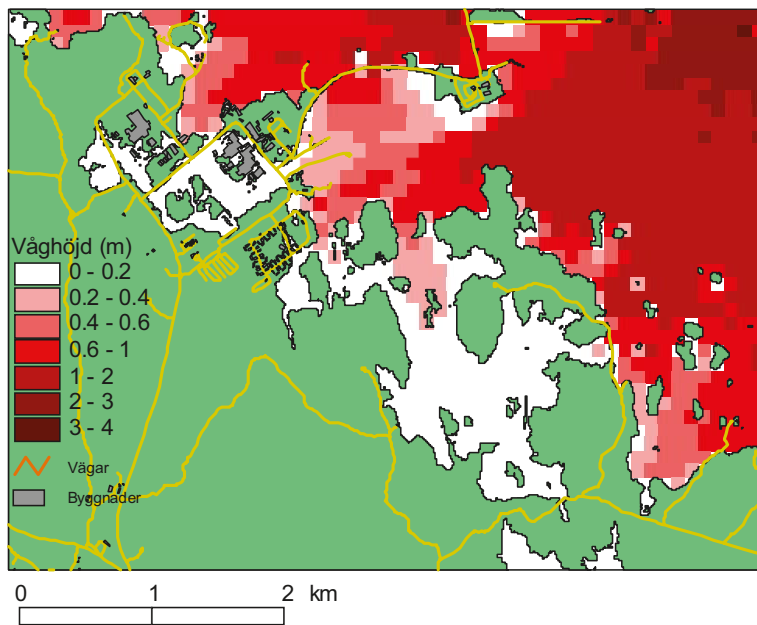 Våghöjd (m)
0 - 0.2
0.2 - 0.4
0.4 - 0.6
0.6 - 1
1 - 2
2 - 3
3 - 4
Vägar
Byggnader
0 1 2 km